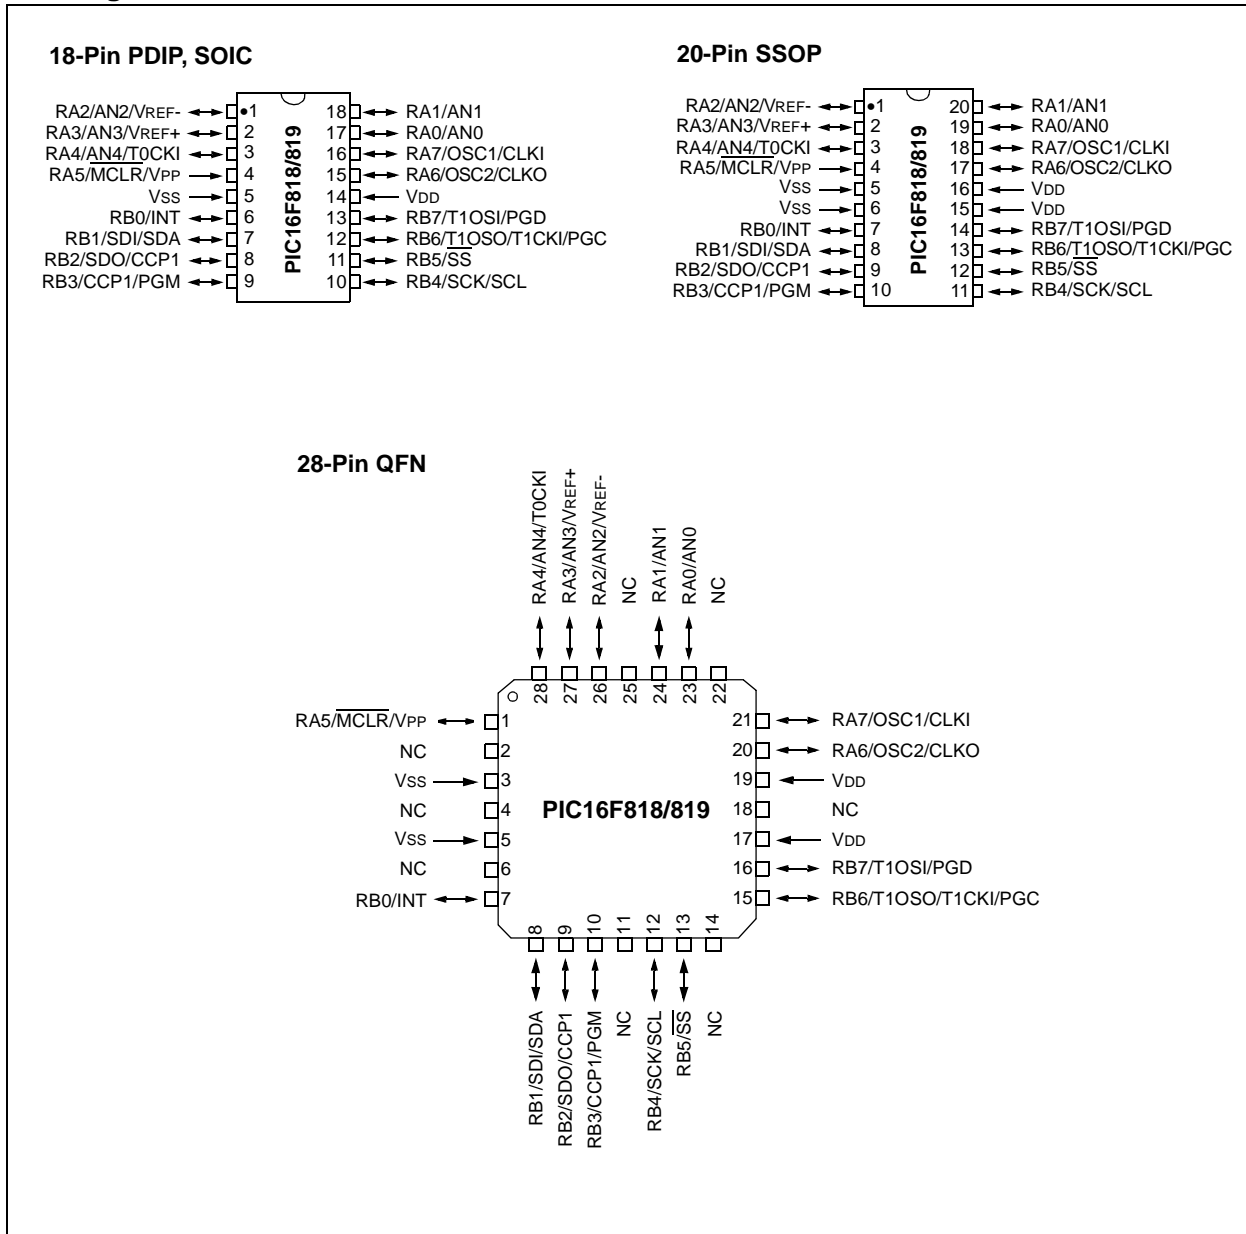 18-Pin PDIP, SOIC
RA2/AN2/VREF- 1 18 RA1/AN1
RA3/AN3/VREF+ 2 17 RA0/AN0
RA4/AN4/T0CKI 3 16 RA7/OSC1/CLKI
RA5/MCLR/VPP 4 15 RA6/OSC2/CLKO
VSS 5 14 VDD
RB0/INT 6 13 RB7/T1OSI/PGD
RB1/SDI/SDA 7 12 RB6/T1OSO/T1CKI/PGC
RB2/SDO/CCP1 8 11 RB5/SS
RB3/CCP1/PGM 9 10 RB4/SCK/SCL
PIC16F818/819
20-Pin SSOP
RA2/AN2/VREF- 1 20 RA1/AN1
RA3/AN3/VREF+ 2 19 RA0/AN0
RA4/AN4/T0CKI 3 18 RA7/OSC1/CLKI
RA5/MCLR/VPP 4 17 RA6/OSC2/CLKO
VSS 5 16 VDD
VSS 6 15 VDD
RB0/INT 7 14 RB7/T1OSI/PGD
RB1/SDI/SDA 8 13 RB6/T1OSO/T1CKI/PGC
RB2/SDO/CCP1 9 12 RB5/SS
RB3/CCP1/PGM 10 11 RB4/SCK/SCL
PIC16F818/819
28-Pin QFN
RA4/AN4/T0CKI
RA3/AN3/VREF+
RA2/AN2/VREF-
NC
RA1/AN1
RA0/AN0
NC
28 27 26 25 24 23 22
RA5/MCLR/VPP 1 21 RA7/OSC1/CLKI
NC 2 20 RA6/OSC2/CLKO
VSS 3 19 VDD
NC 4 PIC16F818/819 18 NC
VSS 5 17 VDD
NC 6 16 RB7/T1OSI/PGD
RB0/INT 7 15 RB6/T1OSO/T1CKI/PGC
8 9 10 11 12 13 14
RB1/SDI/SDA
RB2/SDO/CCP1
RB3/CCP1/PGM
NC
RB4/SCK/SCL
RB5/SS
NC